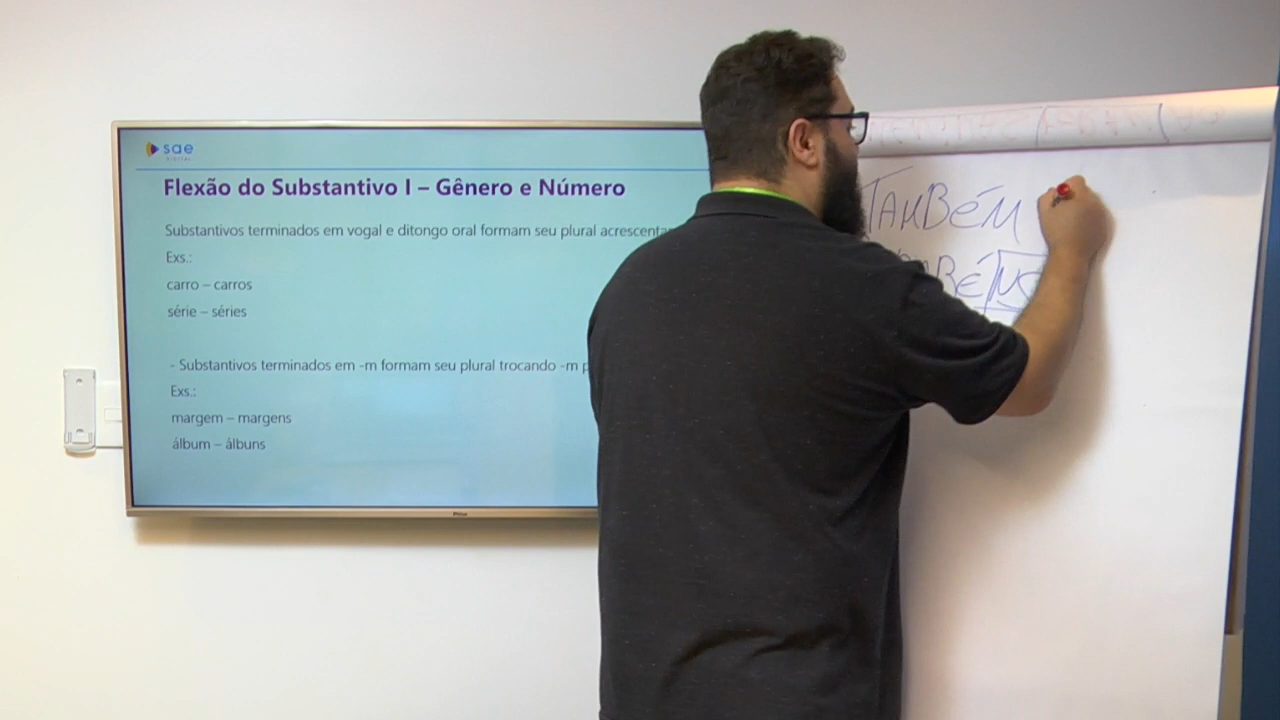 sae
DIGITAL
Flexão do Substantivo I – Gênero e Número
Substantivos terminados em vogal e ditongo oral formam seu plural
Exs.:
carro – carros
série – séries
- Substantivos terminados em -m formam seu plural trocando -m
Exs.:
margem – margens
álbum – álbuns
Philco
TAMBÉM